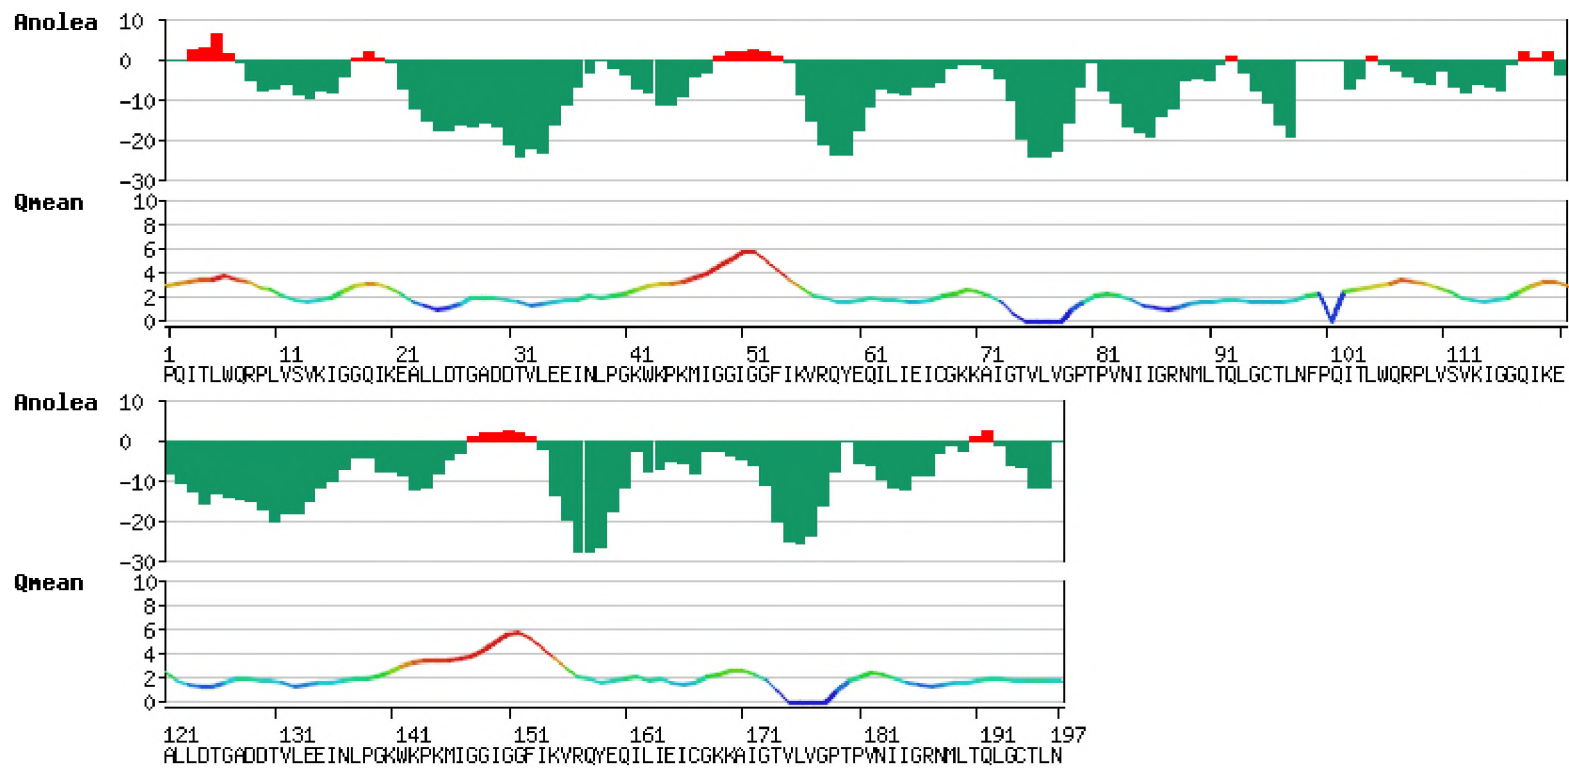 Anolea
10
0
-10
-20
-30
Qmean
10
8
6
4
2
0
1 11 21 31 41 51 61 71 81 91 101 111
PQITLWQRPLVSVKIGGQIKEALLDTGADDTVLEEINLPGKWKPKMIGGIGGFIKVRQYEQILIEICGKKAIGTVLVGPTPVNIIGRNMLTQLGCTLNFPQITLWQRPLVSVKIGGQIKE
Anolea
10
0
-10
-20
-30
Qmean
10
8
6
4
2
0
121 131 141 151 161 171 181 191 197
ALLDTGADDTVLEEINLPGKWKPKMIGGIGGFIKVRQYEQILIEICGKKAIGTVLVGPTPVNIIGRNMLTQLGCTLN